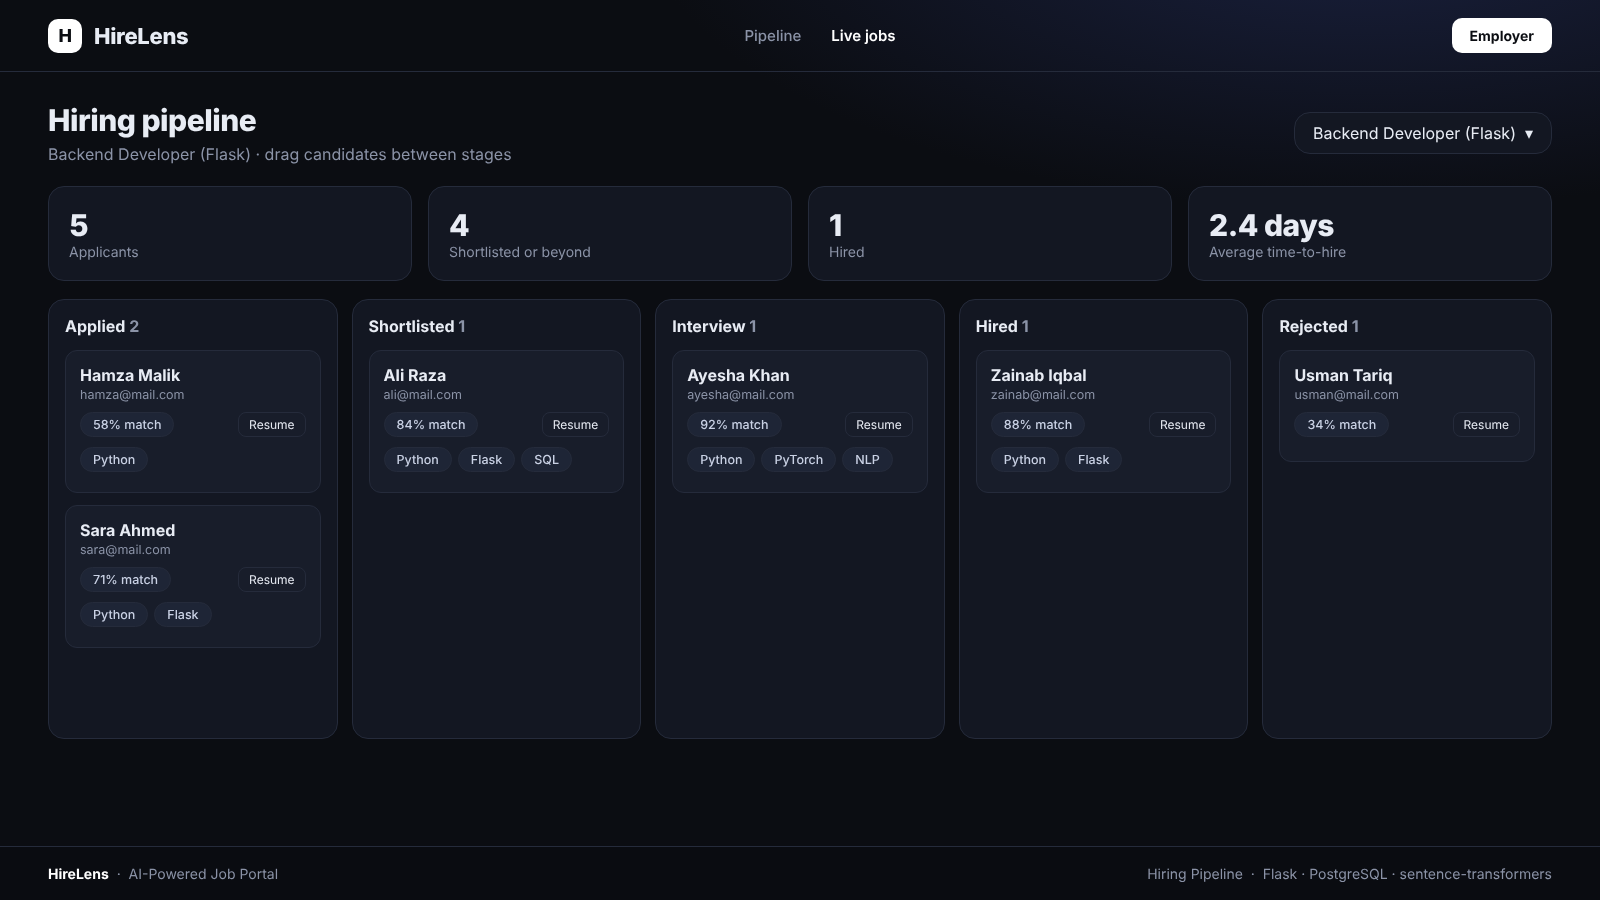 H HireLens Pipeline Live jobs Employer
Hiring pipeline
Backend Developer (Flask) · drag candidates between stages
Backend Developer (Flask) ▾
5
Applicants
4
Shortlisted or beyond
1
Hired
2.4 days
Average time-to-hire
Applied 2
Hamza Malik
hamza@mail.com
58% match Resume
Python
Sara Ahmed
sara@mail.com
71% match Resume
Python Flask
Shortlisted 1
Ali Raza
ali@mail.com
84% match Resume
Python Flask SQL
Interview 1
Ayesha Khan
ayesha@mail.com
92% match Resume
Python PyTorch NLP
Hired 1
Zainab Iqbal
zainab@mail.com
88% match Resume
Python Flask
Rejected 1
Usman Tariq
usman@mail.com
34% match Resume
HireLens · AI-Powered Job Portal
Hiring Pipeline · Flask · PostgreSQL · sentence-transformers